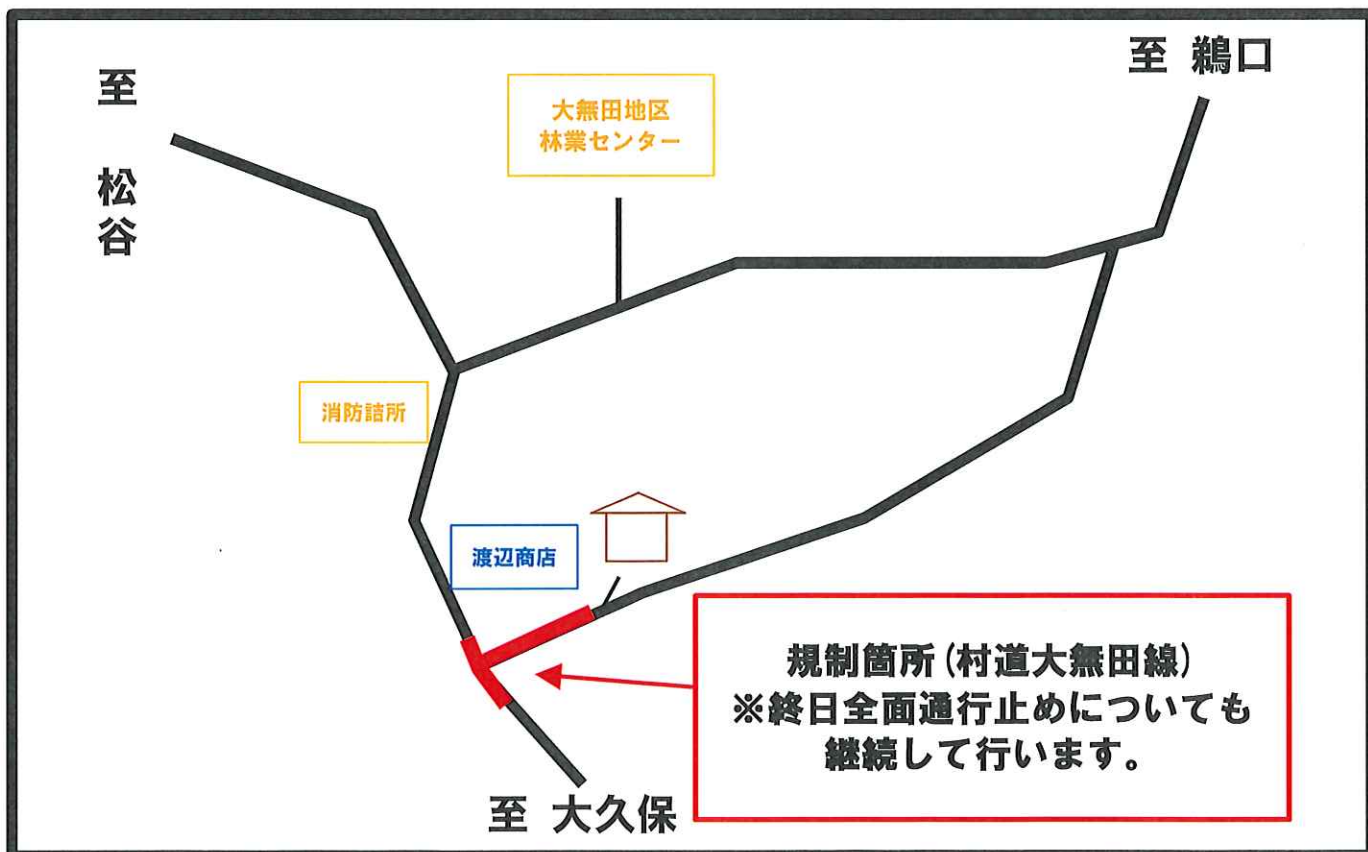 至 松谷
大無田地区
林業センター
至 鵜口
消防詰所
渡辺商店
規制箇所(村道大無田線)
※終日全面通行止めについても
継続して行います。
至 大久保